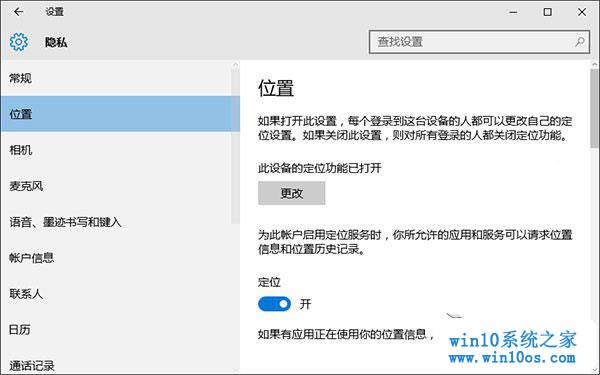 设置
隐私
查找设置
常规
位置
相机
麦克风
语音、墨迹书写和键入
帐户信息
联系人
日历
通话记录
位置
如果打开此设置，每个登录到这台设备的人都可以更改自己的定
位设置。如果关闭此设置，则对所有登录的人都关闭定位功能。
此设备的定位功能已打开
更改
为此帐户启用定位服务时，你所允许的应用和服务可以请求位置
信息和位置历史记录。
定位
开
如果有应用正在使用你的位置信息，
win10系统之家
www.win10os.com